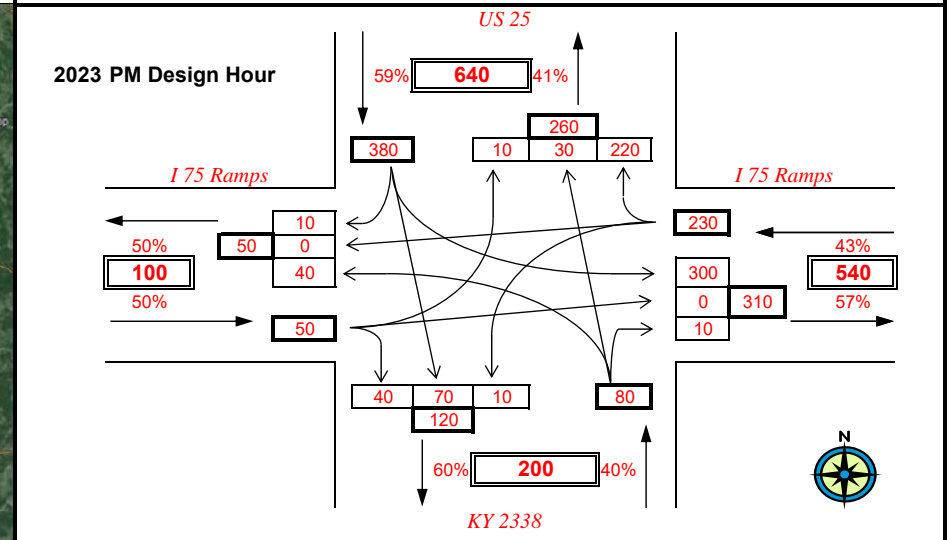 US 25
2023 PM Design Hour
59% 640 41%
260
380 10 30 220
I 75 Ramps I 75 Ramps
10 230
50% 50 0 43%
100 40 300 540
50% 0 310 57%
50 10
40 70 10 80
120
N
60% 200 40%
KY 2338